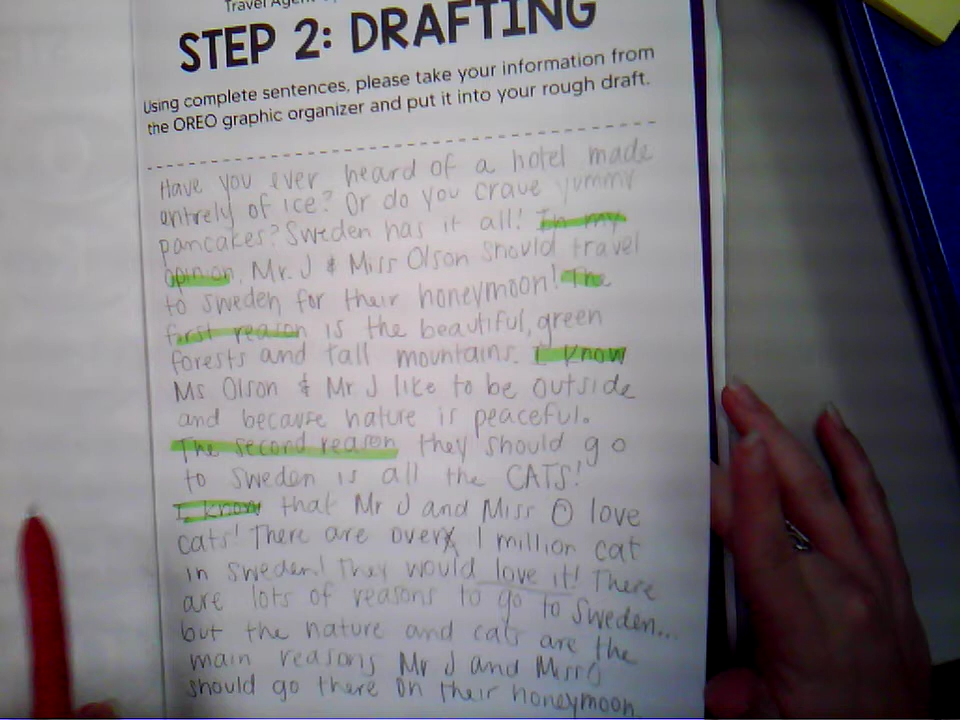 Travel Agent
STEP 2: DRAFTING
Using complete sentences, please take your information from
the OREO graphic organizer and put it into your rough draft.
Have you ever heard of a hotel made
entirely of ice? Or do you crave yummy
pancakes? Sweden has it all! In my
opinion, Mr. J & Miss Olson should travel
to Sweden for their honeymoon! The
first reason is the beautiful, green
forests and tall mountains. I know
Ms Olson & Mr J like to be outside
and because nature is peaceful.
The second reason they should go
to Sweden is all the CATS!
I know that Mr J and Miss O love
cats! There are over 1 million cat
in Sweden! They would love it! There
are lots of reasons to go to Sweden...
but the nature and cats are the
main reasons Mr J and Miss O
should go there on their honeymoon